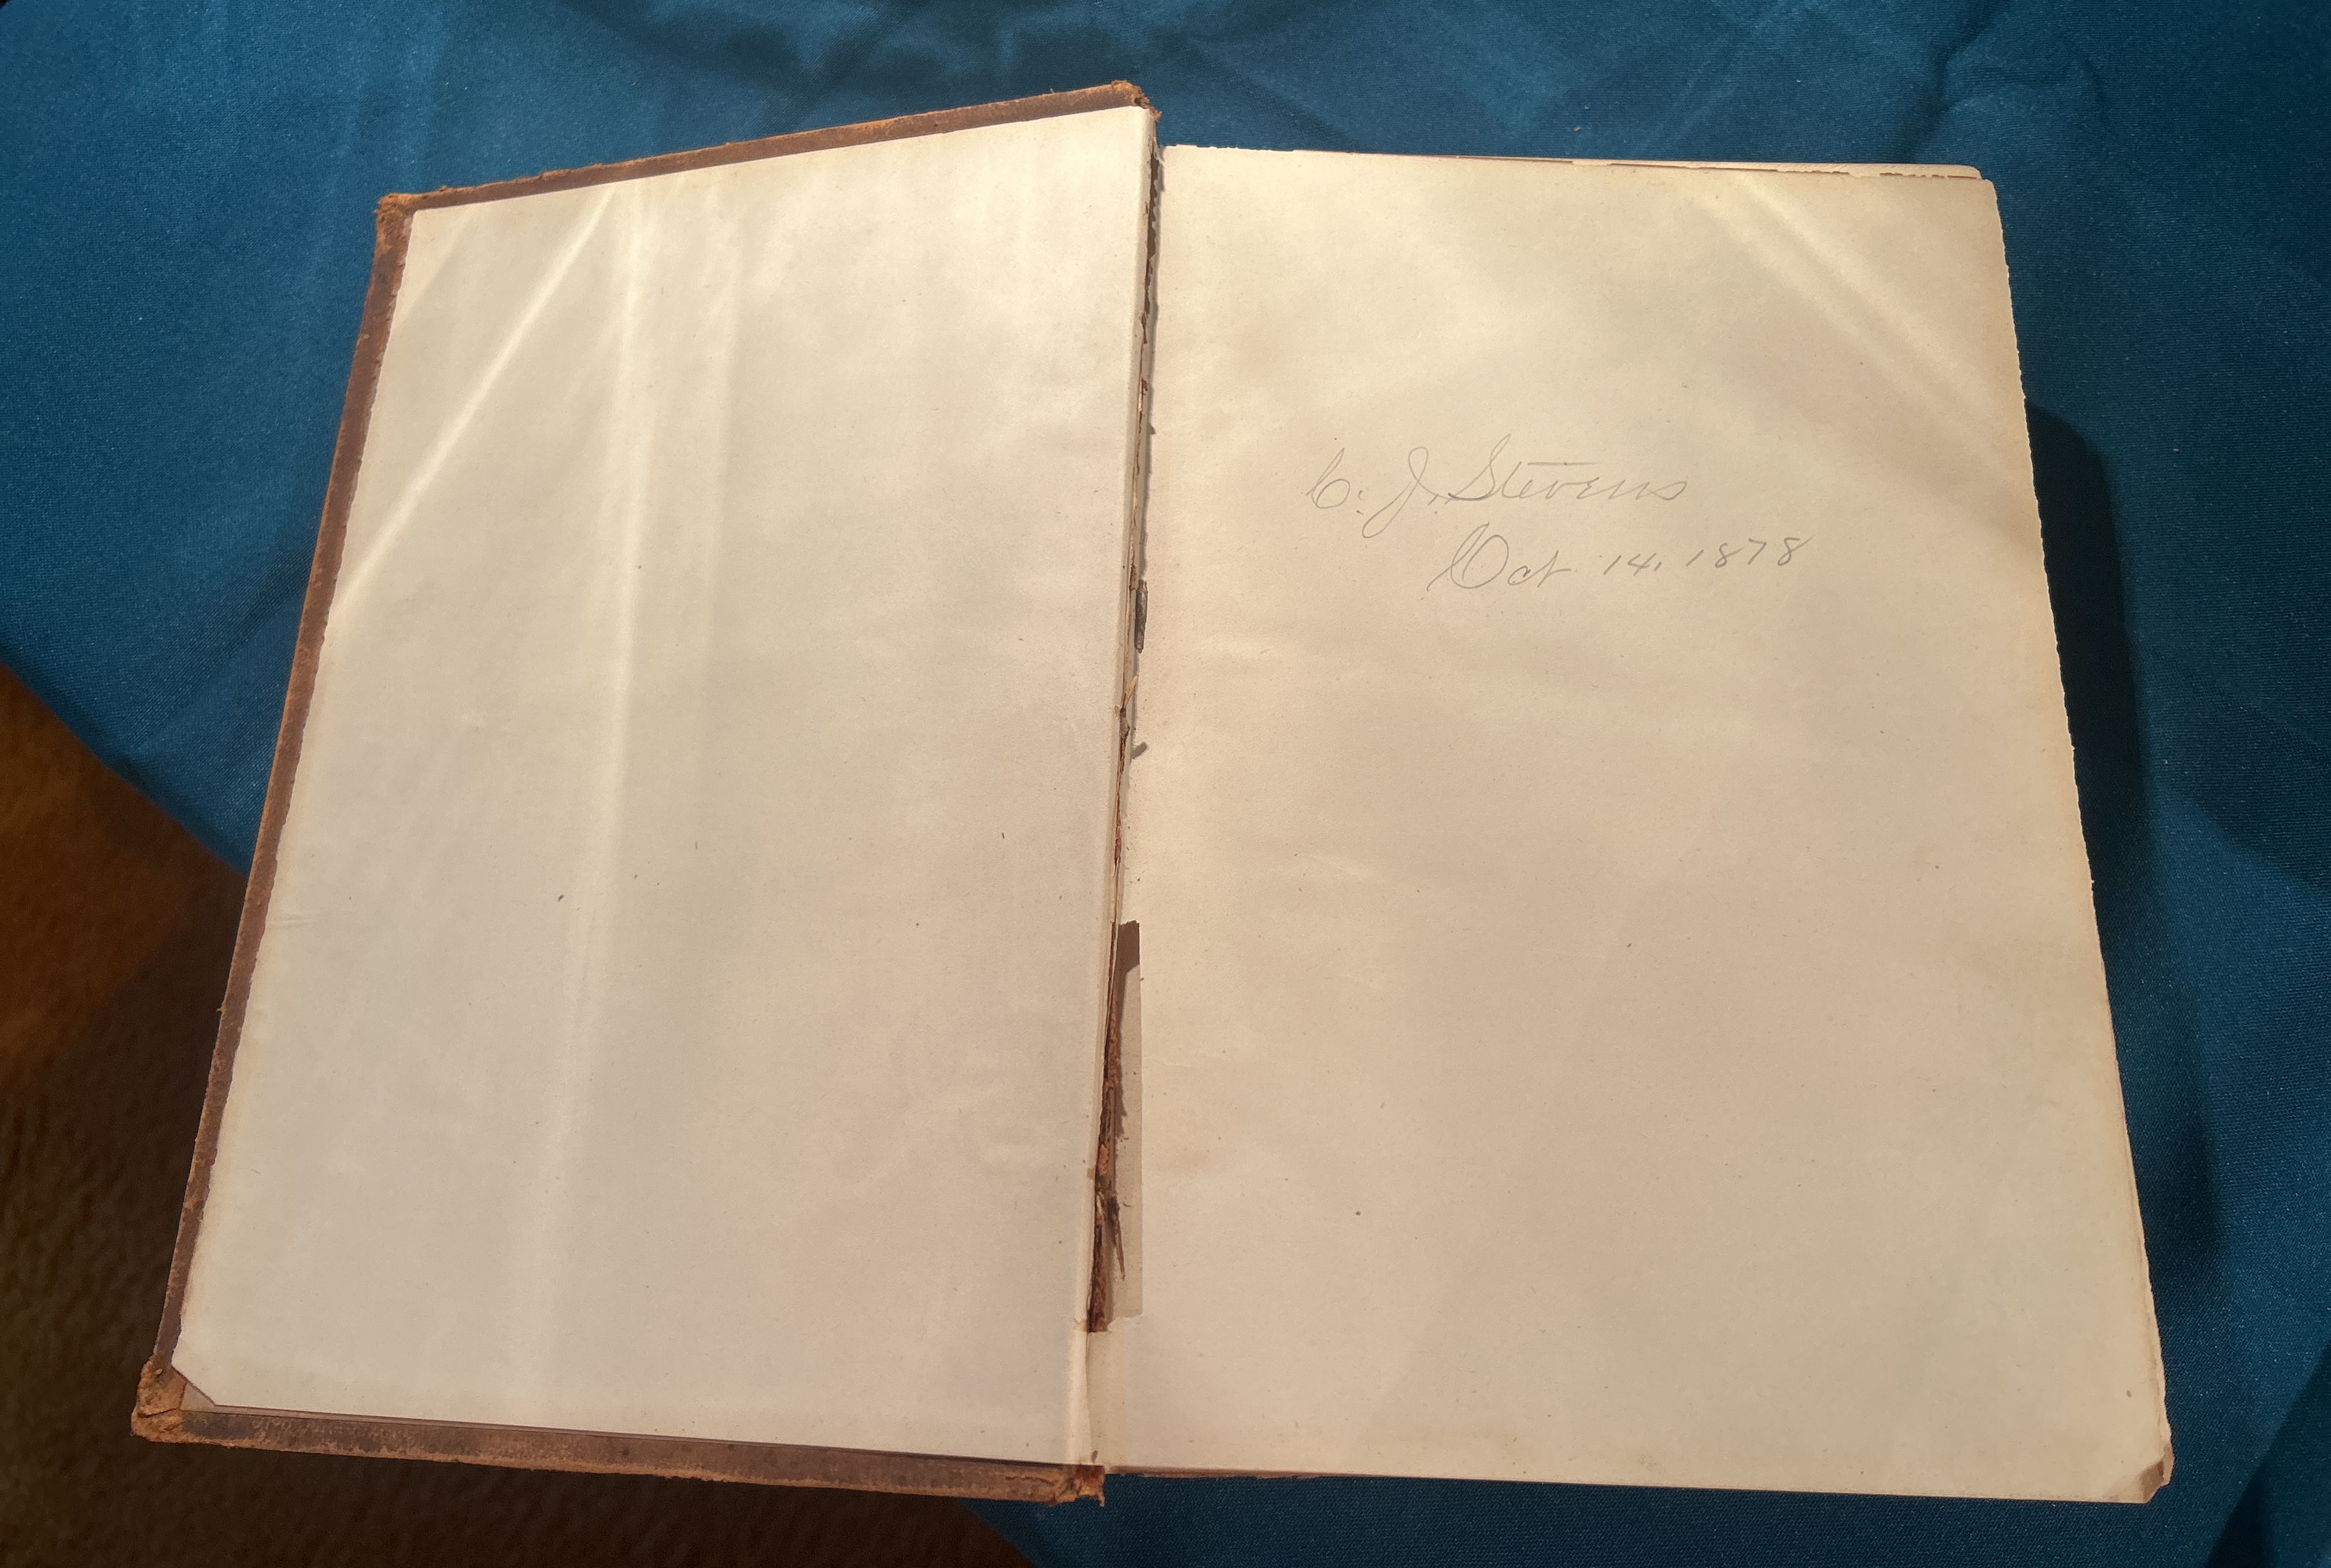 C. J. Stevens
Oct 14, 1878